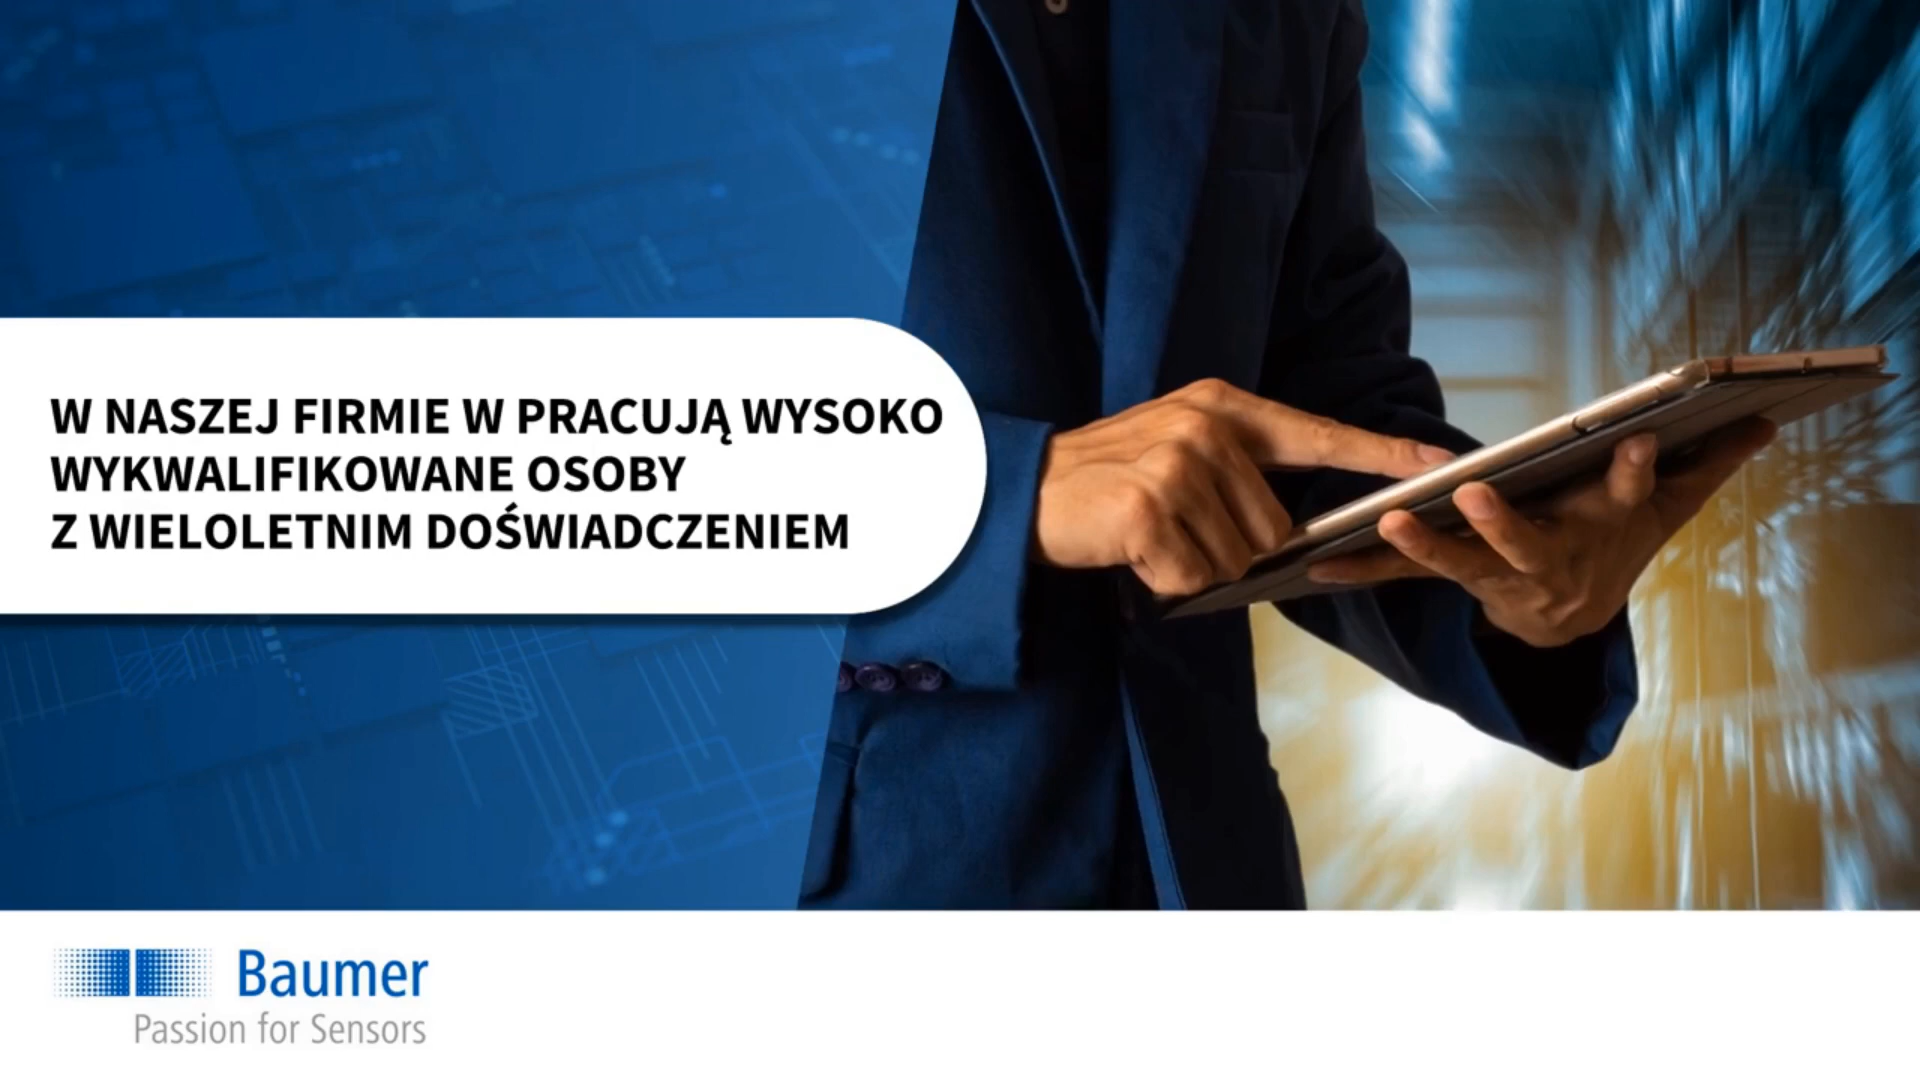 W NASZEJ FIRMIE W PRACUJĄ WYSOKO
WYKWALIFIKOWANE OSOBY
Z WIELOLETNIM DOŚWIADCZENIEM
Baumer
Passion for Sensors